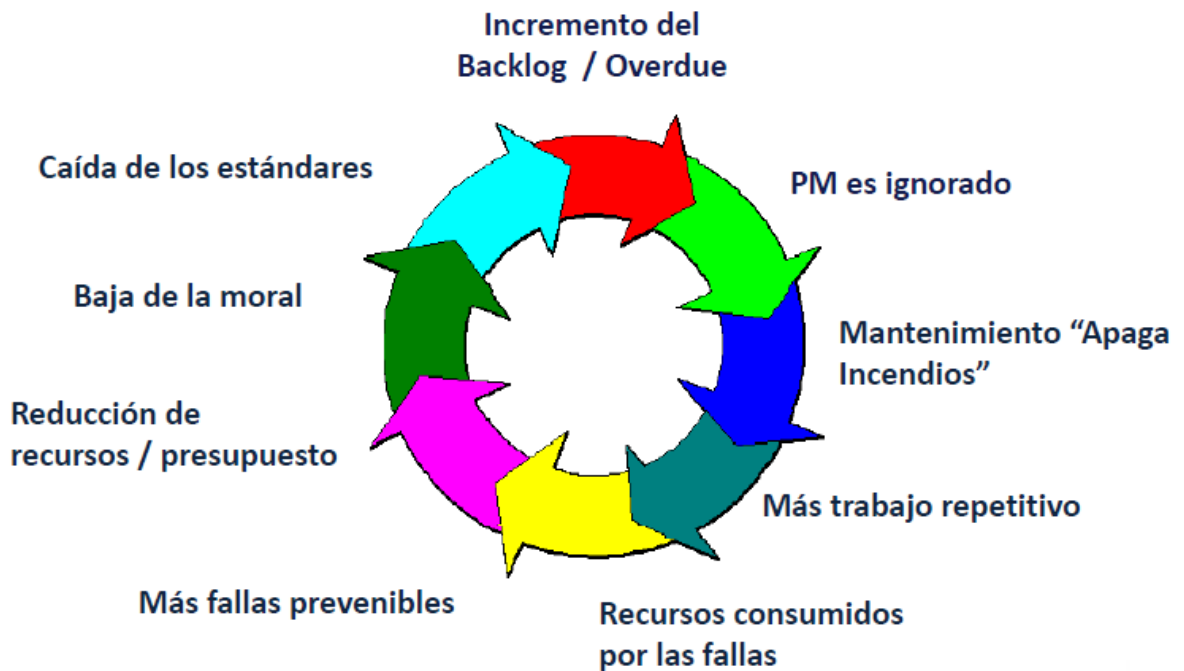 Incremento del
Backlog / Overdue
PM es ignorado
Mantenimiento “Apaga
Incendios”
Más trabajo repetitivo
Recursos consumidos
por las fallas
Más fallas prevenibles
Reducción de
recursos / presupuesto
Baja de la moral
Caída de los estándares